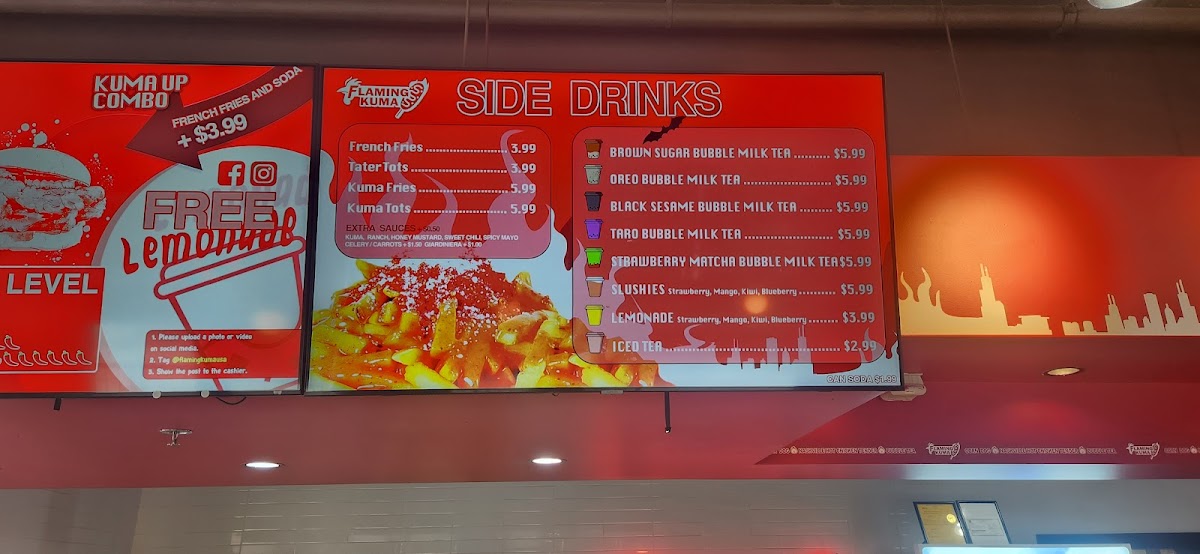 KUMA UP
COMBO
FRENCH FRIES AND SODA
+ $3.99
FREE
Lemonade
LEVEL
1. Please upload a photo or video
on social media.
2. Tag @flamingkumausa
3. Show the post to the cashier.
FLAMING
KUMA
SIDE DRINKS
French Fries 3.99
Tater Tots 3.99
Kuma Fries 5.99
Kuma Tots 5.99
EXTRA SAUCES + $0.50
KUMA, RANCH, HONEY MUSTARD, SWEET CHILI, SPICY MAYO
CELERY / CARROTS + $1.50 GIARDINIERA + $1.00
BROWN SUGAR BUBBLE MILK TEA $5.99
OREO BUBBLE MILK TEA $5.99
BLACK SESAME BUBBLE MILK TEA $5.99
TARO BUBBLE MILK TEA $5.99
STRAWBERRY MATCHA BUBBLE MILK TEA $5.99
SLUSHIES Strawberry, Mango, Kiwi, Blueberry $5.99
LEMONADE Strawberry, Mango, Kiwi, Blueberry $3.99
ICED TEA $2.99
CAN SODA $1.99
FLAMING
KUMA
FLAMING
KUMA